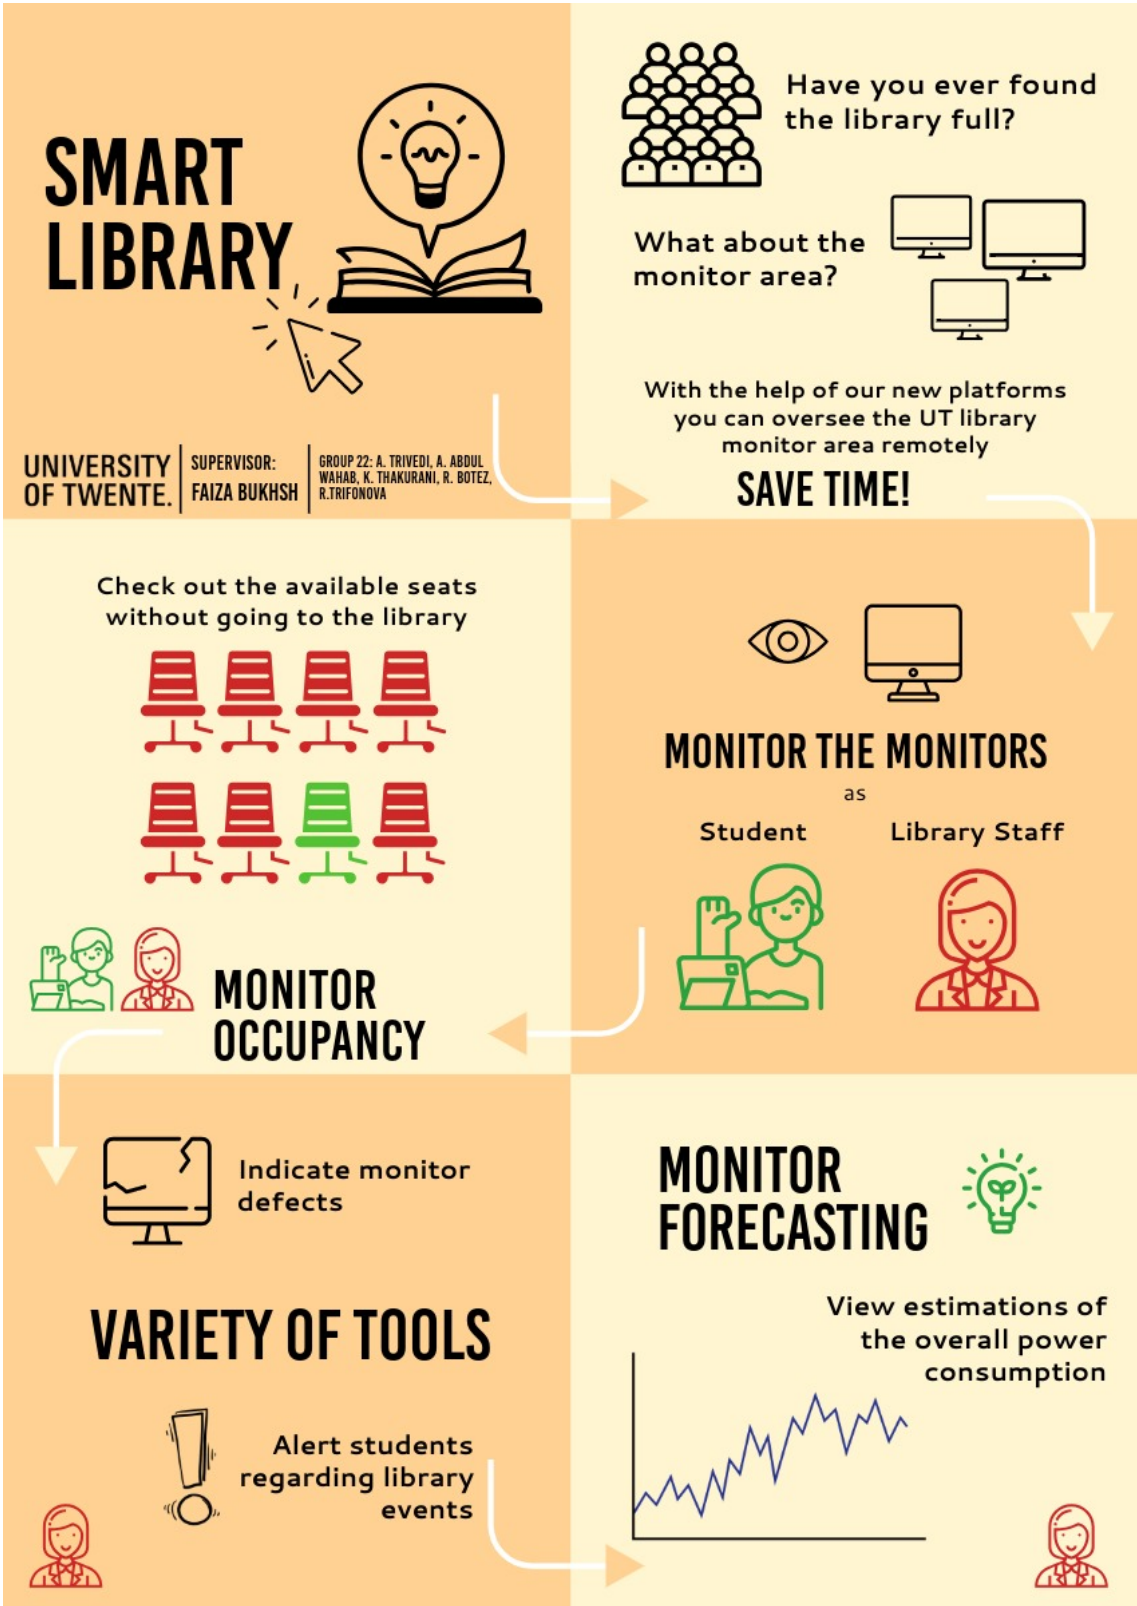 SMART
LIBRARY
UNIVERSITY
OF TWENTE.
SUPERVISOR:
FAIZA BUKHSH
GROUP 22: A. TRIVEDI, A. ABDUL
WAHAB, K. THAKURANI, R. BOTEZ,
R.TRIFONOVA
Have you ever found
the library full?
What about the
monitor area?
With the help of our new platforms
you can oversee the UT library
monitor area remotely
SAVE TIME!
MONITOR THE MONITORS
as
Student
Library Staff
Check out the available seats
without going to the library
MONITOR
OCCUPANCY
Indicate monitor
defects
VARIETY OF TOOLS
Alert students
regarding library
events
MONITOR
FORECASTING
View estimations of
the overall power
consumption